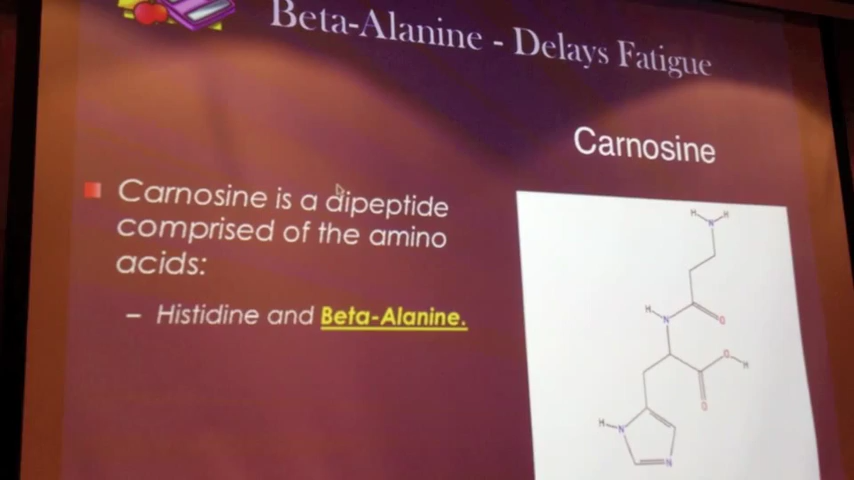 Beta-Alanine - Delays Fatigue
Carnosine
Carnosine is a dipeptide
comprised of the amino
acids:
– Histidine and Beta-Alanine.
H H
N
H
N
O
O
H
O
H
N
N